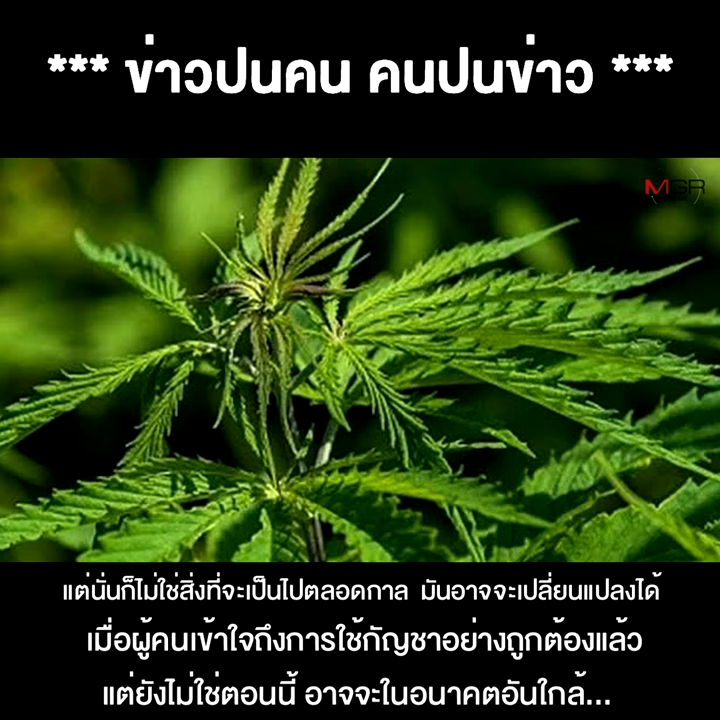 *** ข่าวปนคน คนปนข่าว ***
MGR
แต่นั่นก็ไม่ใช่สิ่งที่จะเป็นไปตลอดกาล มันอาจจะเปลี่ยนแปลงได้
เมื่อผู้คนเข้าใจถึงการใช้กัญชาอย่างถูกต้องแล้ว
แต่ยังไม่ใช่ตอนนี้ อาจจะในอนาคตอันใกล้...